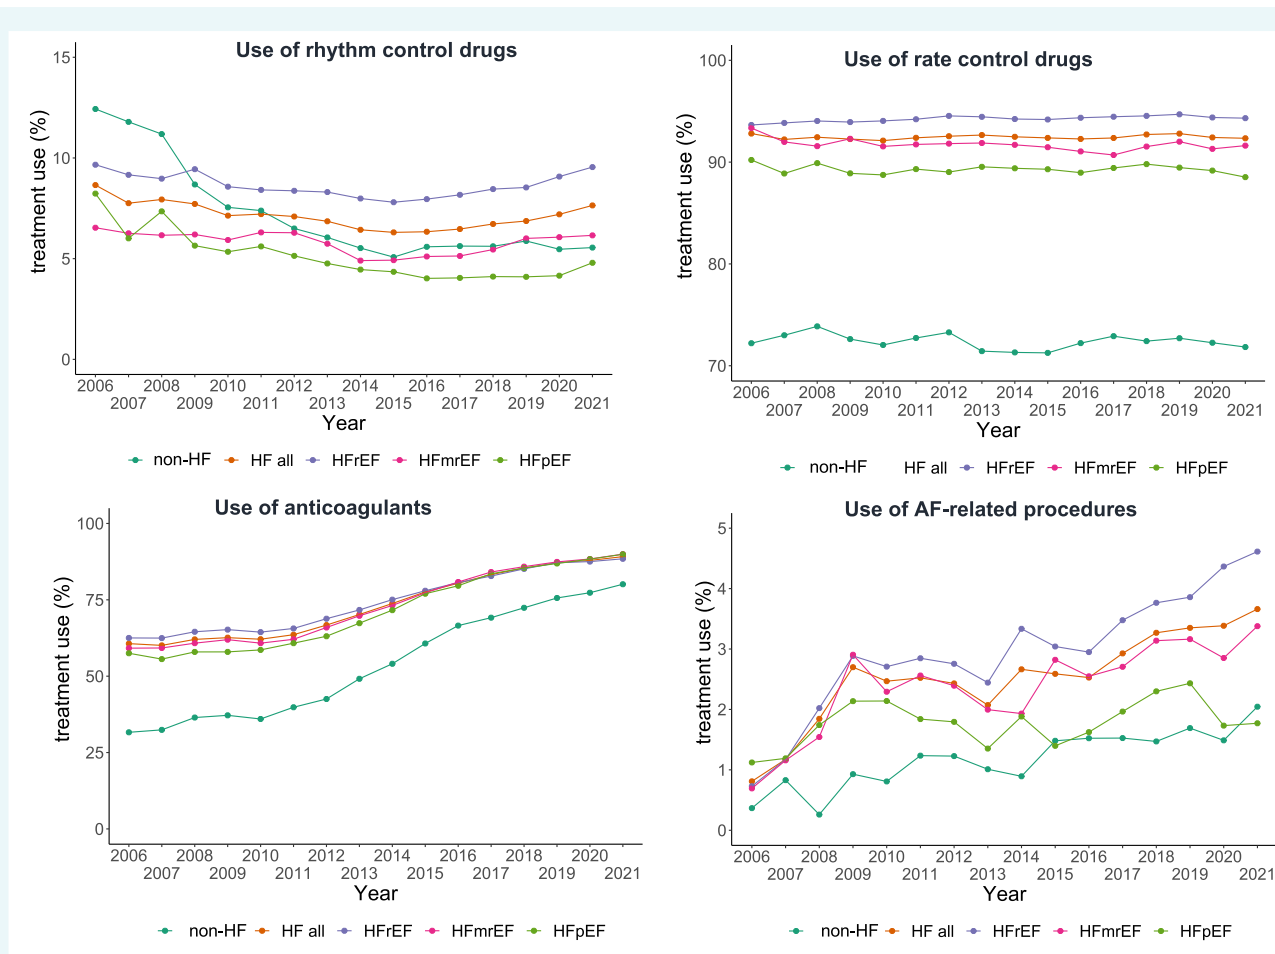 Use of rhythm control drugs
treatment use (%)
15
10
5
0
2006 2008 2010 2012 2014 2016 2018 2020
2007 2009 2011 2013 2015 2017 2019 2021
Year
non-HF HF all HFrEF HFmrEF HFpEF
Use of rate control drugs
treatment use (%)
100
90
80
70
2006 2008 2010 2012 2014 2016 2018 2020
2007 2009 2011 2013 2015 2017 2019 2021
Year
non-HF HF all HFrEF HFmrEF HFpEF
Use of anticoagulants
treatment use (%)
100
75
50
25
0
2006 2008 2010 2012 2014 2016 2018 2020
2007 2009 2011 2013 2015 2017 2019 2021
Year
non-HF HF all HFrEF HFmrEF HFpEF
Use of AF-related procedures
treatment use (%)
5
4
3
2
1
0
2006 2008 2010 2012 2014 2016 2018 2020
2007 2009 2011 2013 2015 2017 2019 2021
Year
non-HF HF all HFrEF HFmrEF HFpEF